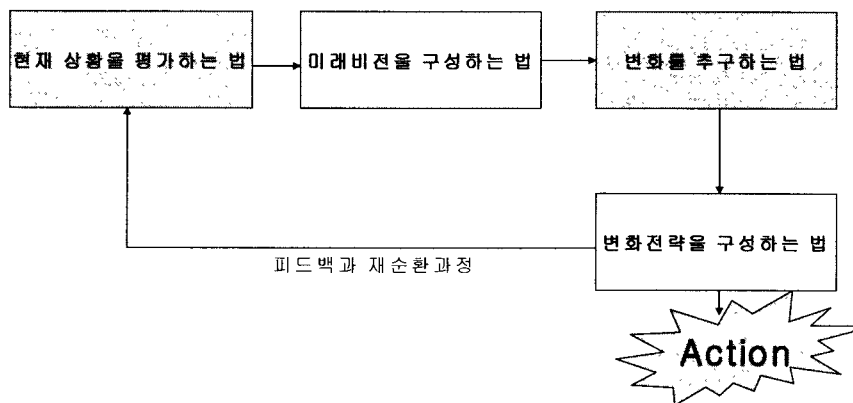 현재 상황을 평가하는 법
미래비전을 구성하는 법
변화를 추구하는 법
변화전략을 구성하는 법
피드백과 재순환과정
Action